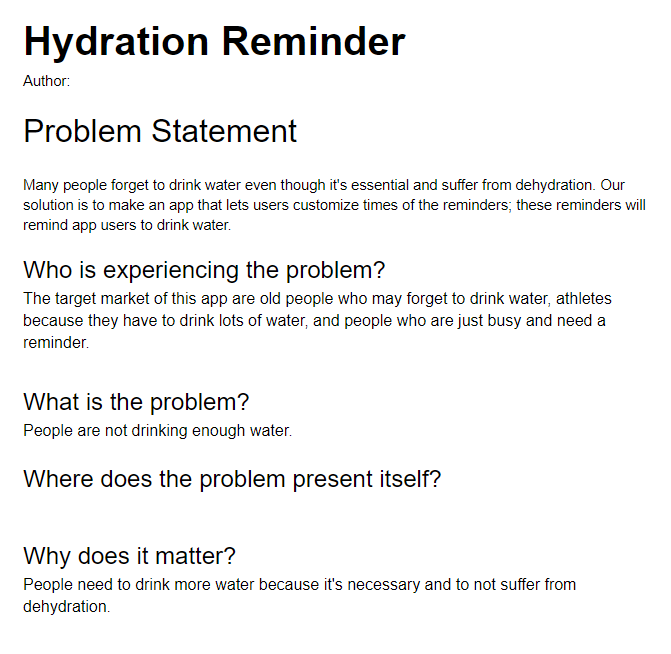 Hydration Reminder
Author:
Problem Statement
Many people forget to drink water even though it's essential and suffer from dehydration. Our
solution is to make an app that lets users customize times of the reminders; these reminders will
remind app users to drink water.
Who is experiencing the problem?
The target market of this app are old people who may forget to drink water, athletes
because they have to drink lots of water, and people who are just busy and need a
reminder.
What is the problem?
People are not drinking enough water.
Where does the problem present itself?
Why does it matter?
People need to drink more water because it's necessary and to not suffer from
dehydration.